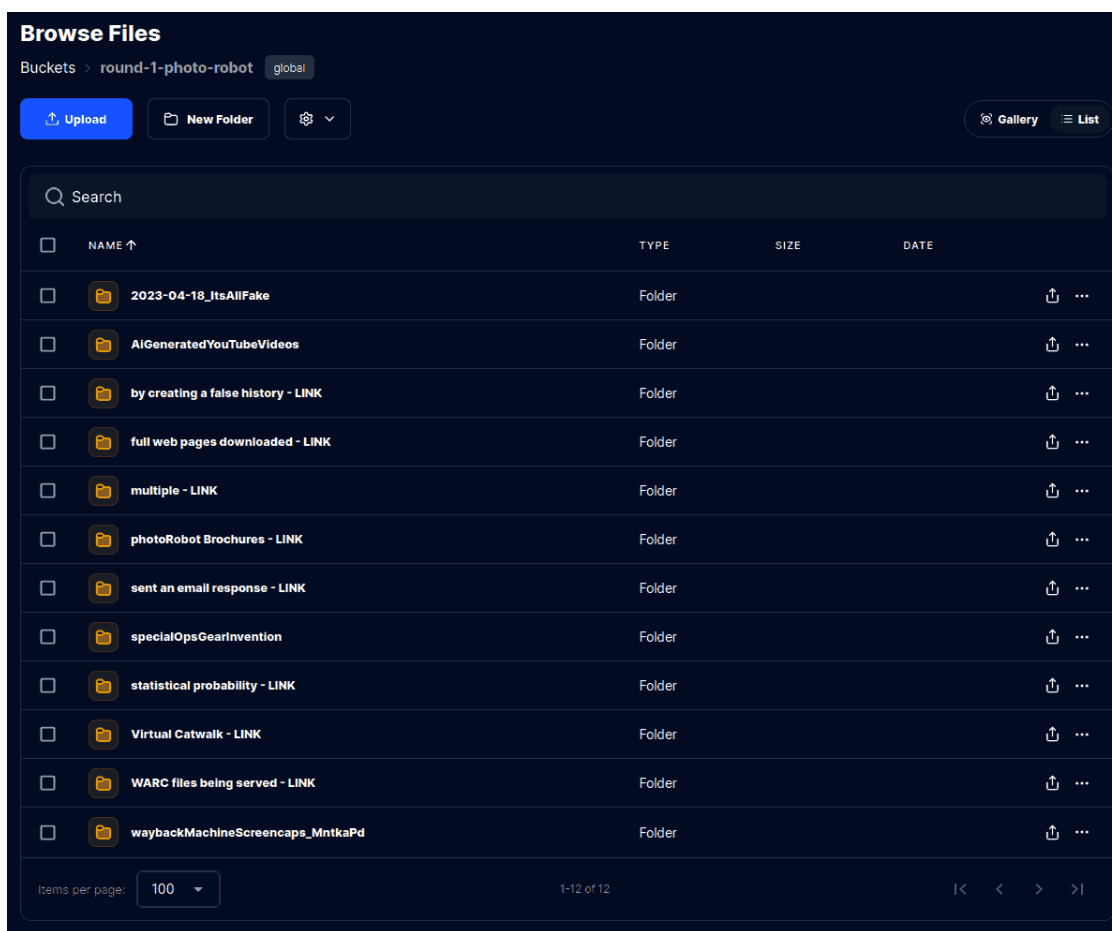 Browse Files
Buckets > round-1-photo-robot global
Upload New Folder Gallery List
Search
NAME ↑ TYPE SIZE DATE
2023-04-18_ItsAllFake Folder
AiGeneratedYouTubeVideos Folder
by creating a false history - LINK Folder
full web pages downloaded - LINK Folder
multiple - LINK Folder
photoRobot Brochures - LINK Folder
sent an email response - LINK Folder
specialOpsGearInvention Folder
statistical probability - LINK Folder
Virtual Catwalk - LINK Folder
WARC files being served - LINK Folder
waybackMachineScreencaps_MntkaPd Folder
Items per page: 100 1-12 of 12